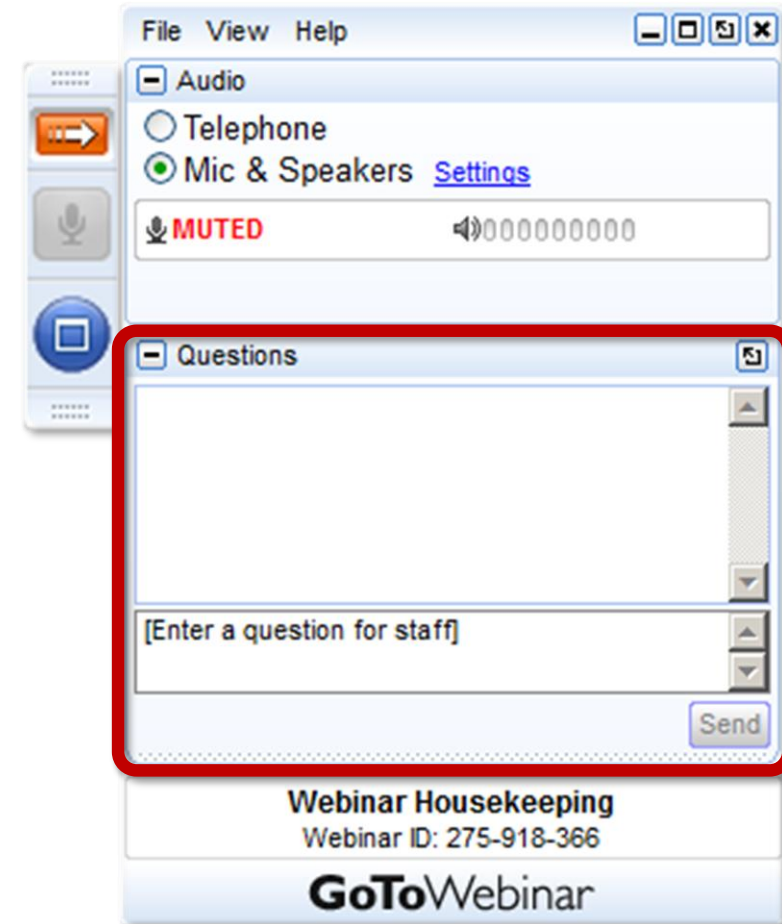 File View Help
Audio
Telephone
Mic & Speakers Settings
MUTED
Questions
[Enter a question for staff]
Send
Webinar Housekeeping
Webinar ID: 275-918-366
GoToWebinar